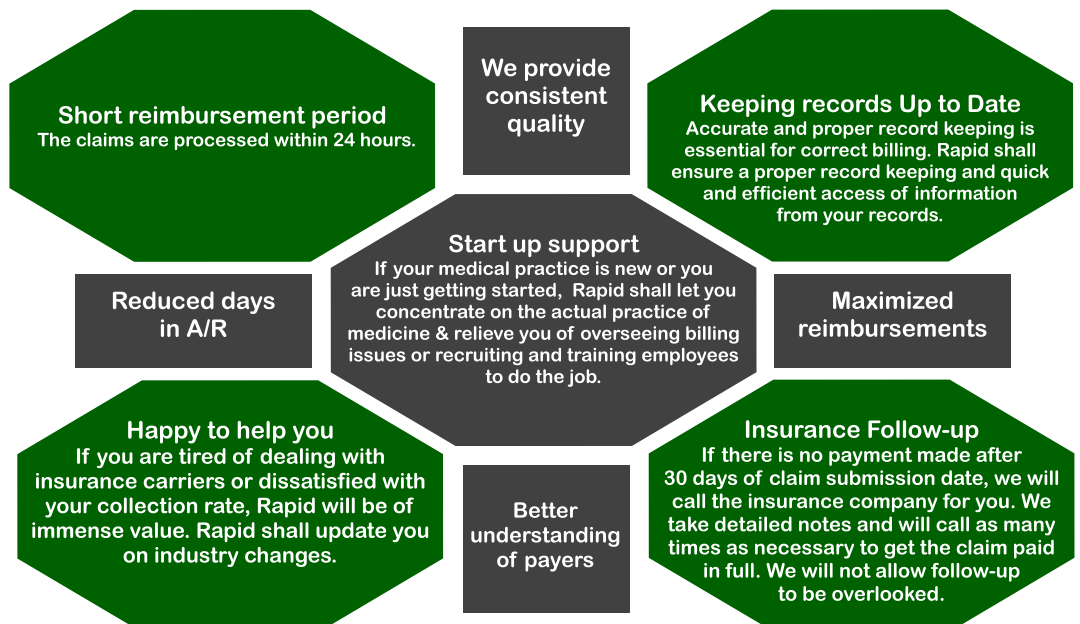 Short reimbursement period
The claims are processed within 24 hours.
We provide
consistent
quality
Keeping records Up to Date
Accurate and proper record keeping is
essential for correct billing. Rapid shall
ensure a proper record keeping and quick
and efficient access of information
from your records.
Reduced days
in A/R
Start up support
If your medical practice is new or you
are just getting started, Rapid shall let you
concentrate on the actual practice of
medicine & relieve you of overseeing billing
issues or recruiting and training employees
to do the job.
Maximized
reimbursements
Happy to help you
If you are tired of dealing with
insurance carriers or dissatisfied with
your collection rate, Rapid will be of
immense value. Rapid shall update you
on industry changes.
Better
understanding
of payers
Insurance Follow-up
If there is no payment made after
30 days of claim submission date, we will
call the insurance company for you. We
take detailed notes and will call as many
times as necessary to get the claim paid
in full. We will not allow follow-up
to be overlooked.